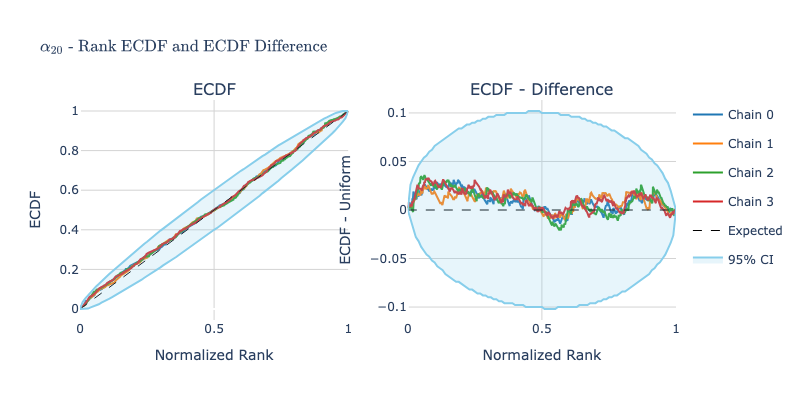 α₂₀ - Rank ECDF and ECDF Difference
ECDF
ECDF
1
0.8
0.6
0.4
0.2
0
0
0.5
1
Normalized Rank
ECDF - Difference
ECDF - Uniform
0.1
0.05
0
−0.05
−0.1
0
0.5
1
Normalized Rank
Chain 0
Chain 1
Chain 2
Chain 3
Expected
95% CI